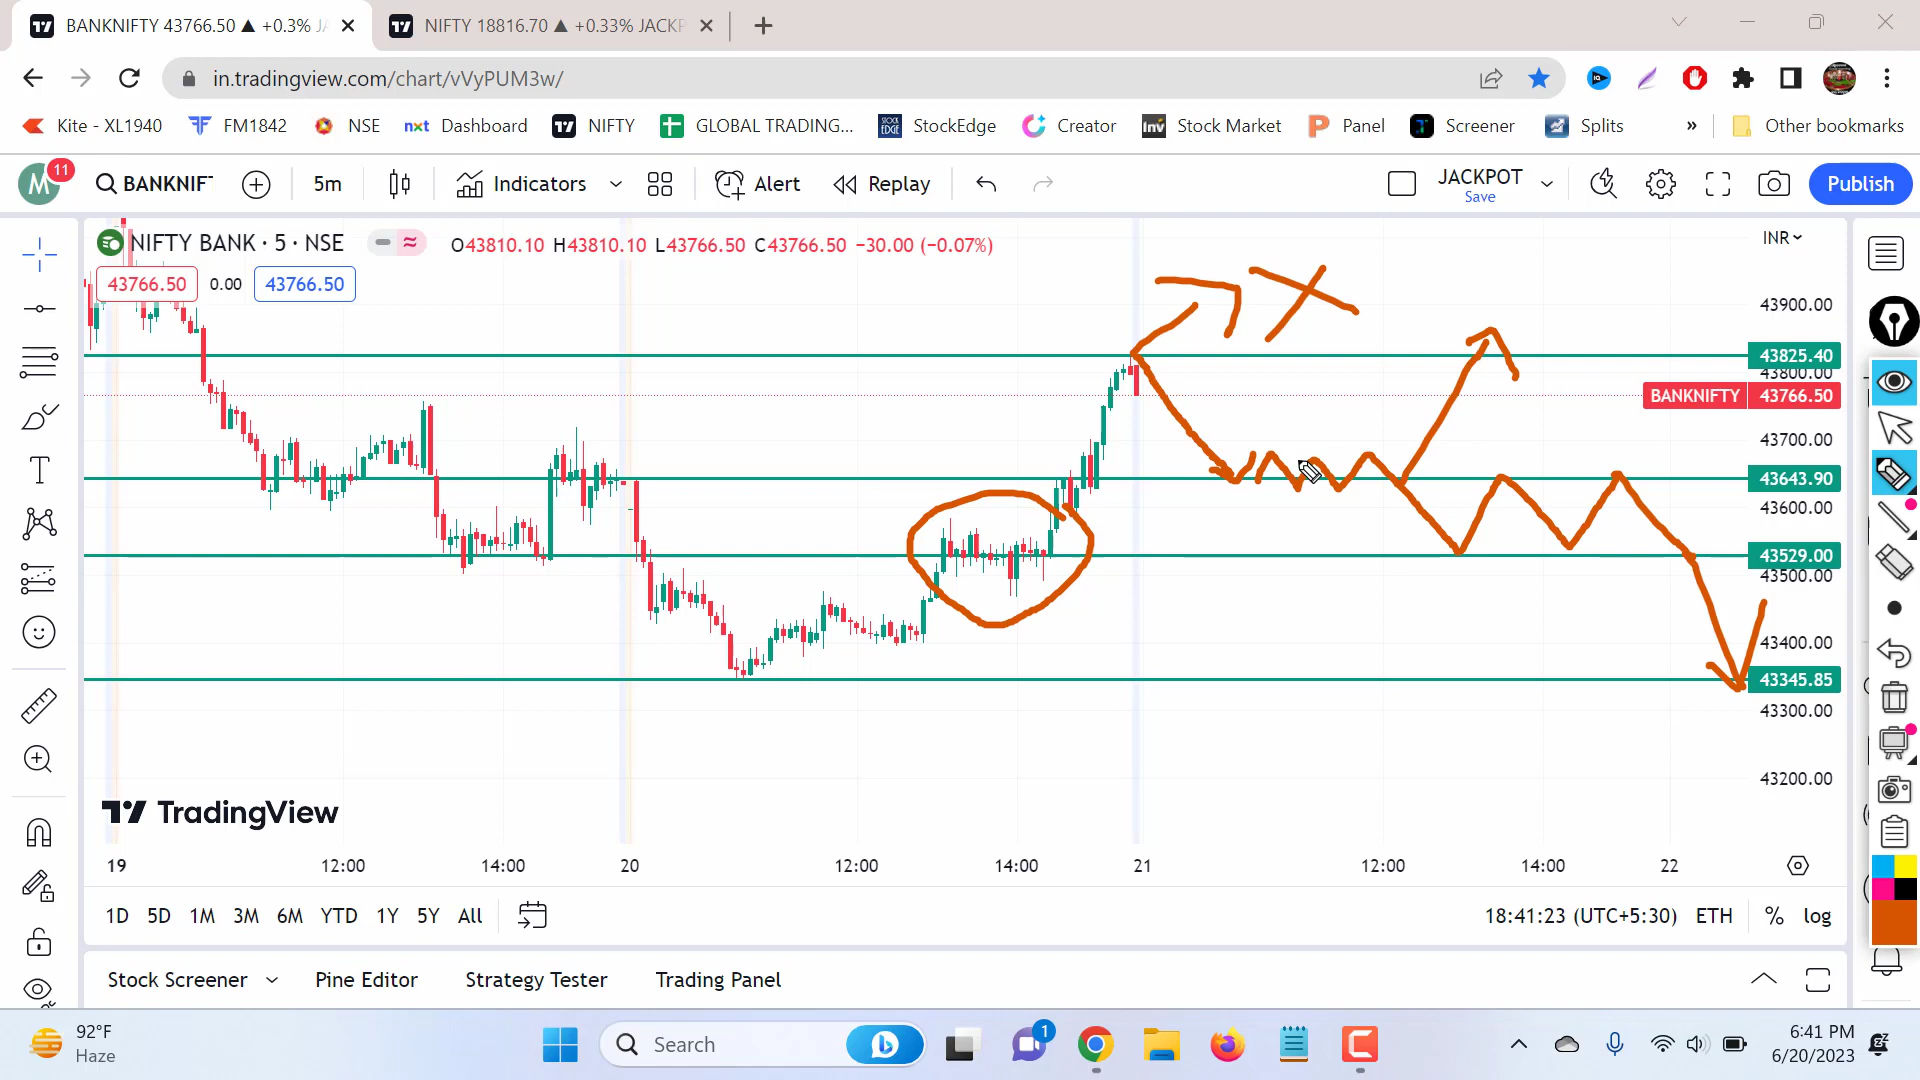 BANKNIFTY 43766.50 ▲ +0.3% JA
NIFTY 18816.70 ▲ +0.33% JACKP
in.tradingview.com/chart/vVyPUM3w/
Kite - XL1940
FM1842
NSE
nxt Dashboard
NIFTY
GLOBAL TRADING...
STOCK EDGE StockEdge
Creator
Inv Stock Market
Panel
Screener
Splits
»
Other bookmarks
M 11
BANKNIF
5m
Indicators
Alert
Replay
JACKPOT
Save
Publish
NIFTY BANK · 5 · NSE
O43810.10 H43810.10 L43766.50 C43766.50 −30.00 (−0.07%)
INR
43766.50 0.00 43766.50
43900.00
43825.40
43800.00
BANKNIFTY 43766.50
43700.00
43643.90
43600.00
43529.00
43500.00
43400.00
43345.85
43300.00
43200.00
TradingView
19 12:00 14:00 20 12:00 14:00 21 12:00 14:00 22
1D 5D 1M 3M 6M YTD 1Y 5Y All
18:41:23 (UTC+5:30) ETH % log
Stock Screener
Pine Editor
Strategy Tester
Trading Panel
92°F
Haze
Search
1
6:41 PM
6/20/2023